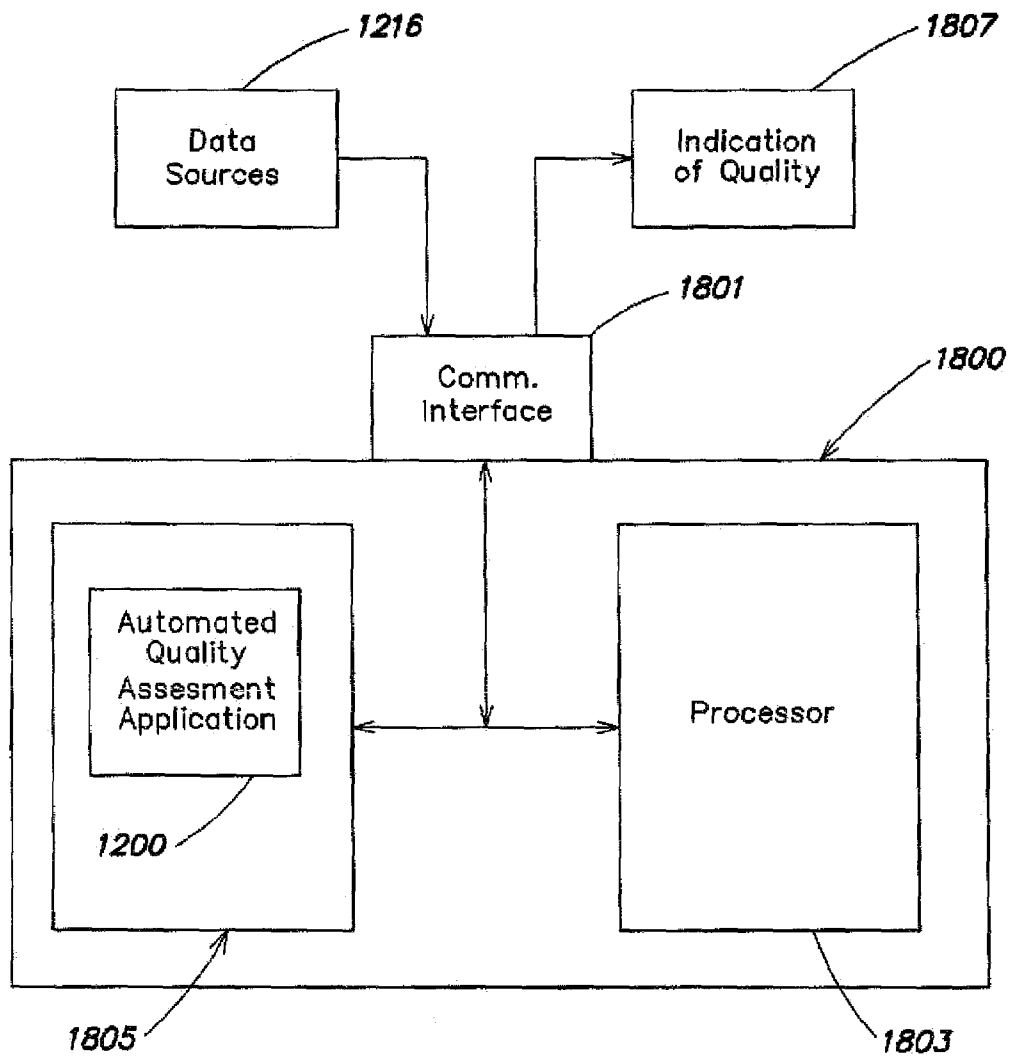 1216
1807
Data
Sources
Indication
of Quality
1801
Comm.
Interface
1800
Automated
Quality
Assesment
Application
Processor
1200
1805
1803